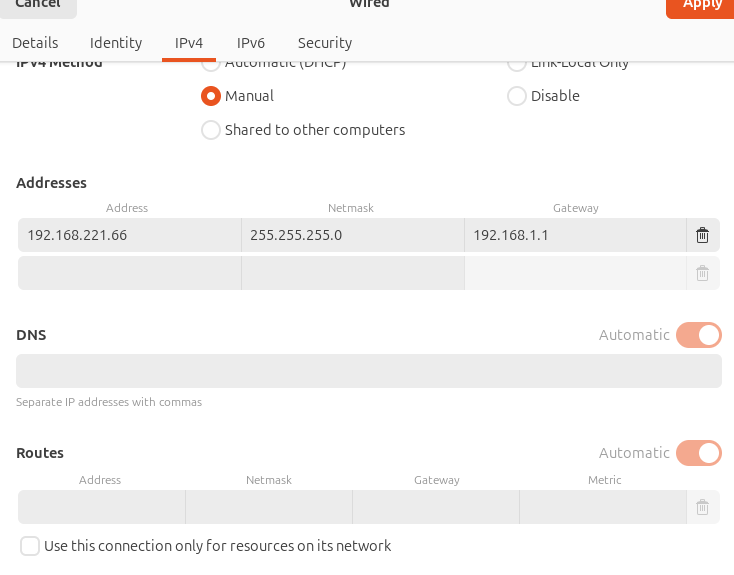 Cancel Wired Apply
Details Identity IPv4 IPv6 Security
IPv4 Method Automatic (DHCP) Link-Local Only
Manual Disable
Shared to other computers
Addresses
Address Netmask Gateway
192.168.221.66 255.255.255.0 192.168.1.1
DNS Automatic
Separate IP addresses with commas
Routes Automatic
Address Netmask Gateway Metric
Use this connection only for resources on its network